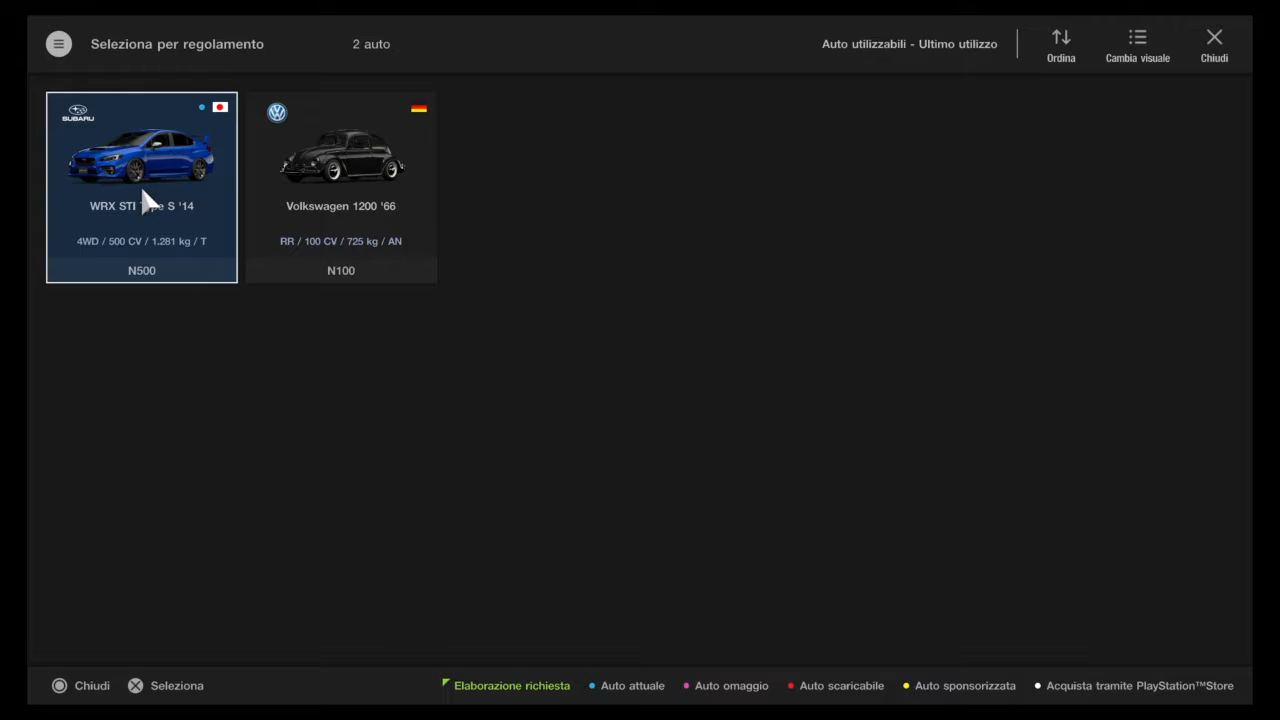 Seleziona per regolamento
2 auto
Auto utilizzabili - Ultimo utilizzo
Ordina
Cambia visuale
Chiudi
SUBARU
WRX STI Type S '14
4WD / 500 CV / 1.281 kg / T
N500
Volkswagen 1200 '66
RR / 100 CV / 725 kg / AN
N100
Chiudi
Seleziona
Elaborazione richiesta
Auto attuale
Auto omaggio
Auto scaricabile
Auto sponsorizzata
Acquista tramite PlayStation™Store